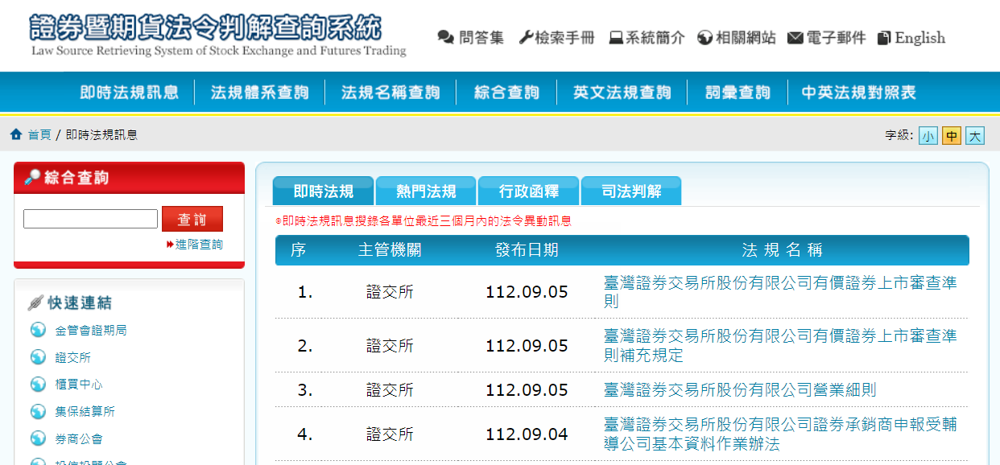 證券暨期貨法令判解查詢系統
Law Source Retrieving System of Stock Exchange and Futures Trading
問答集 檢索手冊 系統簡介 相關網站 電子郵件 English
即時法規訊息 法規體系查詢 法規名稱查詢 綜合查詢 英文法規查詢 詞彙查詢 中英法規對照表
首頁 / 即時法規訊息
字級: 小 中 大
綜合查詢
查詢
進階查詢
快速連結
金管會證期局
證交所
櫃買中心
集保結算所
券商公會
投信投顧公會
即時法規 熱門法規 行政函釋 司法判解
◎即時法規訊息搜錄各單位最近三個月內的法令異動訊息
序 主管機關 發布日期 法 規 名 稱
1. 證交所 112.09.05 臺灣證券交易所股份有限公司有價證券上市審查準
則
2. 證交所 112.09.05 臺灣證券交易所股份有限公司有價證券上市審查準
則補充規定
3. 證交所 112.09.05 臺灣證券交易所股份有限公司營業細則
4. 證交所 112.09.04 臺灣證券交易所股份有限公司證券承銷商申報受輔
導公司基本資料作業辦法